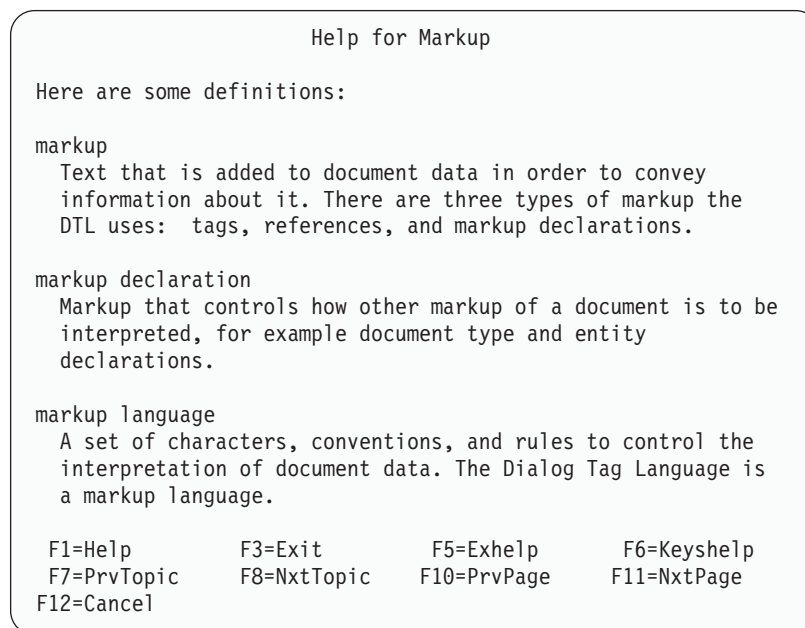 Help for Markup
Here are some definitions:
markup
Text that is added to document data in order to convey
information about it. There are three types of markup the
DTL uses:  tags, references, and markup declarations.
markup declaration
Markup that controls how other markup of a document is to be
interpreted, for example document type and entity
declarations.
markup language
A set of characters, conventions, and rules to control the
interpretation of document data. The Dialog Tag Language is
a markup language.
F1=Help F3=Exit F5=Exhelp F6=Keyshelp
F7=PrvTopic F8=NxtTopic F10=PrvPage F11=NxtPage
F12=Cancel